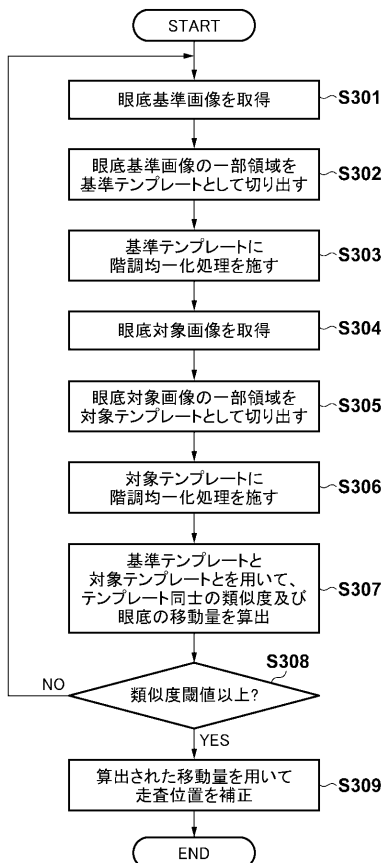 START
眼底基準画像を取得
S301
眼底基準画像の一部領域を
基準テンプレートとして切り出す
S302
基準テンプレートに
階調均一化処理を施す
S303
眼底対象画像を取得
S304
眼底対象画像の一部領域を
対象テンプレートとして切り出す
S305
対象テンプレートに
階調均一化処理を施す
S306
基準テンプレートと
対象テンプレートとを用いて、
テンプレート同士の類似度及び
眼底の移動量を算出
S307
S308
NO
類似度閾値以上?
YES
算出された移動量を用いて
走査位置を補正
S309
END